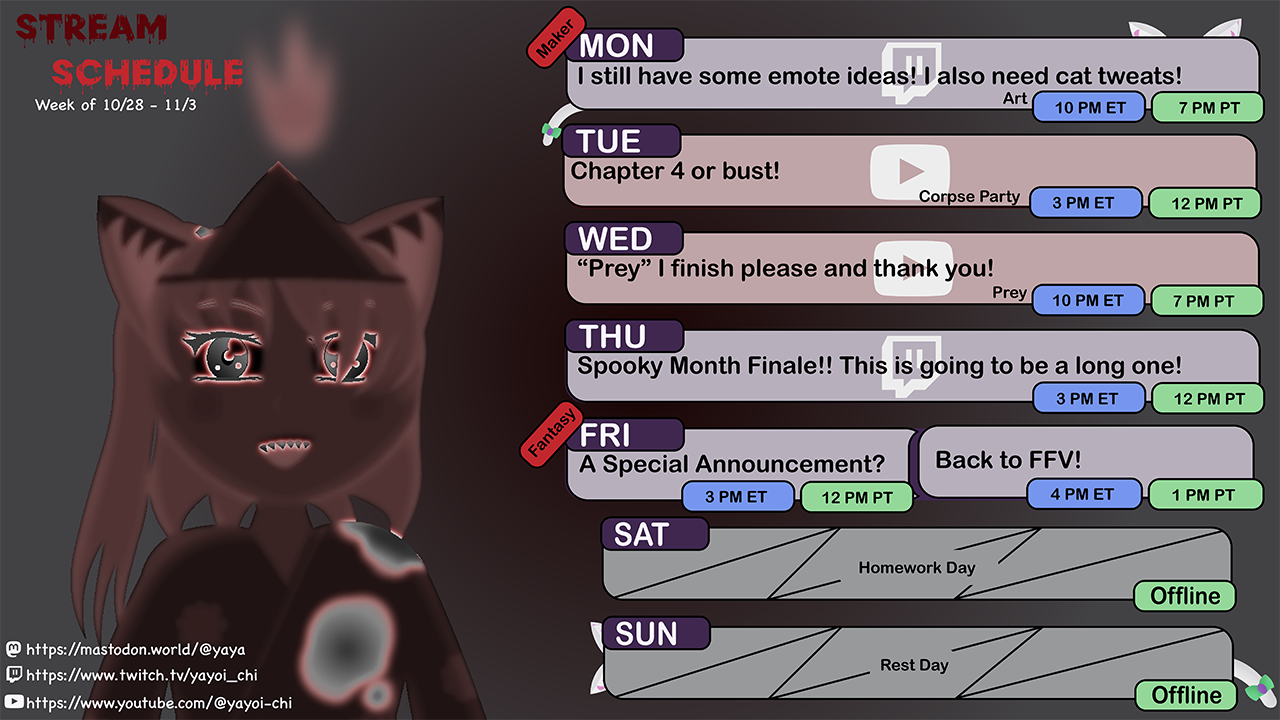 STREAM
SCHEDULE
Week of 10/28 - 11/3
Maker
MON
I still have some emote ideas! I also need cat tweats!
Art
10 PM ET
7 PM PT
TUE
Chapter 4 or bust!
Corpse Party
3 PM ET
12 PM PT
WED
“Prey” I finish please and thank you!
Prey
10 PM ET
7 PM PT
THU
Spooky Month Finale!! This is going to be a long one!
3 PM ET
12 PM PT
Fantasy
FRI
A Special Announcement?
3 PM ET
12 PM PT
Back to FFV!
4 PM ET
1 PM PT
SAT
Homework Day
Offline
SUN
Rest Day
Offline
https://mastodon.world/@yaya
https://www.twitch.tv/yayoi_chi
https://www.youtube.com/@yayoi-chi